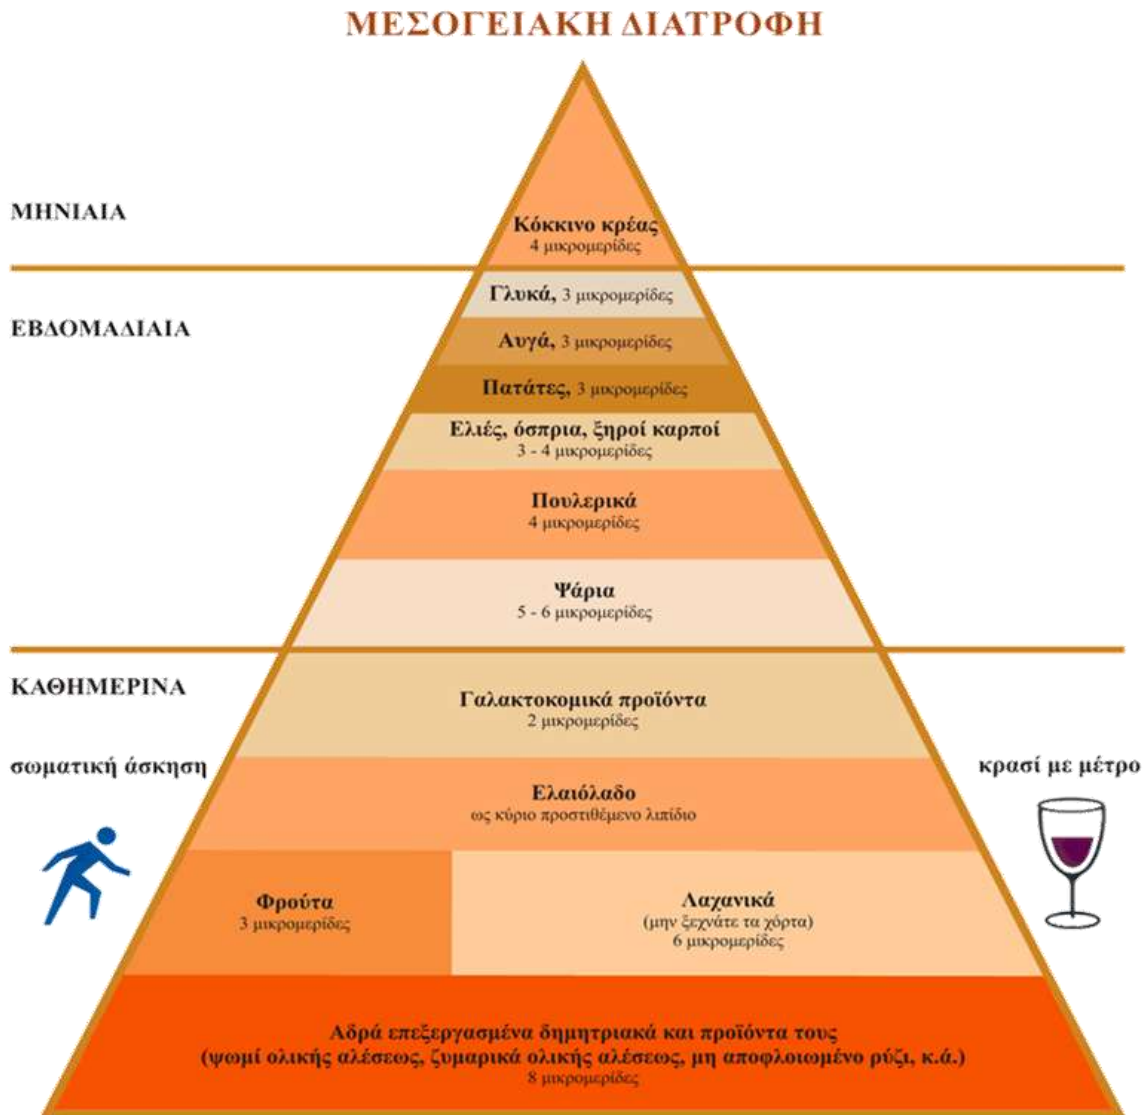 ΜΕΣΟΓΕΙΑΚΗ ΔΙΑΤΡΟΦΗ
ΜΗΝΙΑΙΑ
Κόκκινο κρέας
4 μικρομερίδες
ΕΒΔΟΜΑΔΙΑΙΑ
Γλυκά, 3 μικρομερίδες
Αυγά, 3 μικρομερίδες
Πατάτες, 3 μικρομερίδες
Ελιές, όσπρια, ξηροί καρποί
3 - 4 μικρομερίδες
Πουλερικά
4 μικρομερίδες
Ψάρια
5 - 6 μικρομερίδες
ΚΑΘΗΜΕΡΙΝΑ
Γαλακτοκομικά προϊόντα
2 μικρομερίδες
σωματική άσκηση
κρασί με μέτρο
Ελαιόλαδο
ως κύριο προστιθέμενο λιπίδιο
Φρούτα
3 μικρομερίδες
Λαχανικά
(μην ξεχνάτε τα χόρτα)
6 μικρομερίδες
Αδρά επεξεργασμένα δημητριακά και προϊόντα τους
(ψωμί ολικής αλέσεως, ζυμαρικά ολικής αλέσεως, μη αποφλοιωμένο ρύζι, κ.ά.)
8 μικρομερίδες